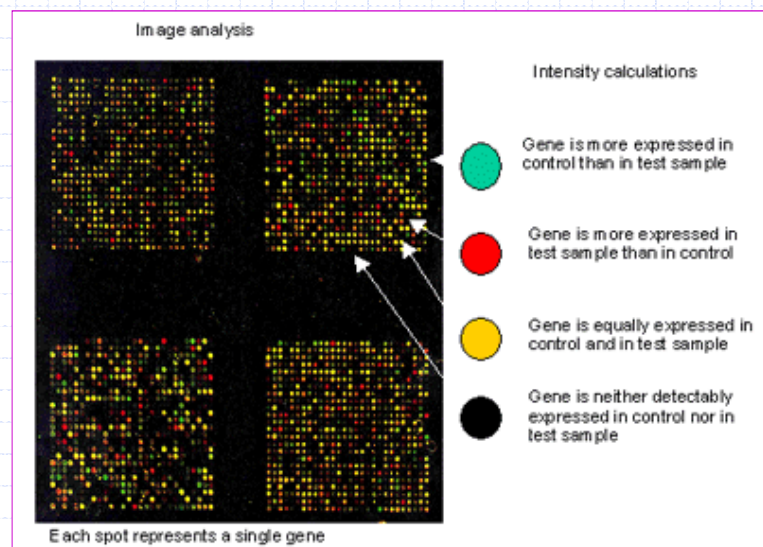 Image analysis
Intensity calculations
Gene is more expressed in
control than in test sample
Gene is more expressed in
test sample than in control
Gene is equally expressed in
control and in test sample
Gene is neither detectably
expressed in control nor in
test sample
Each spot represents a single gene